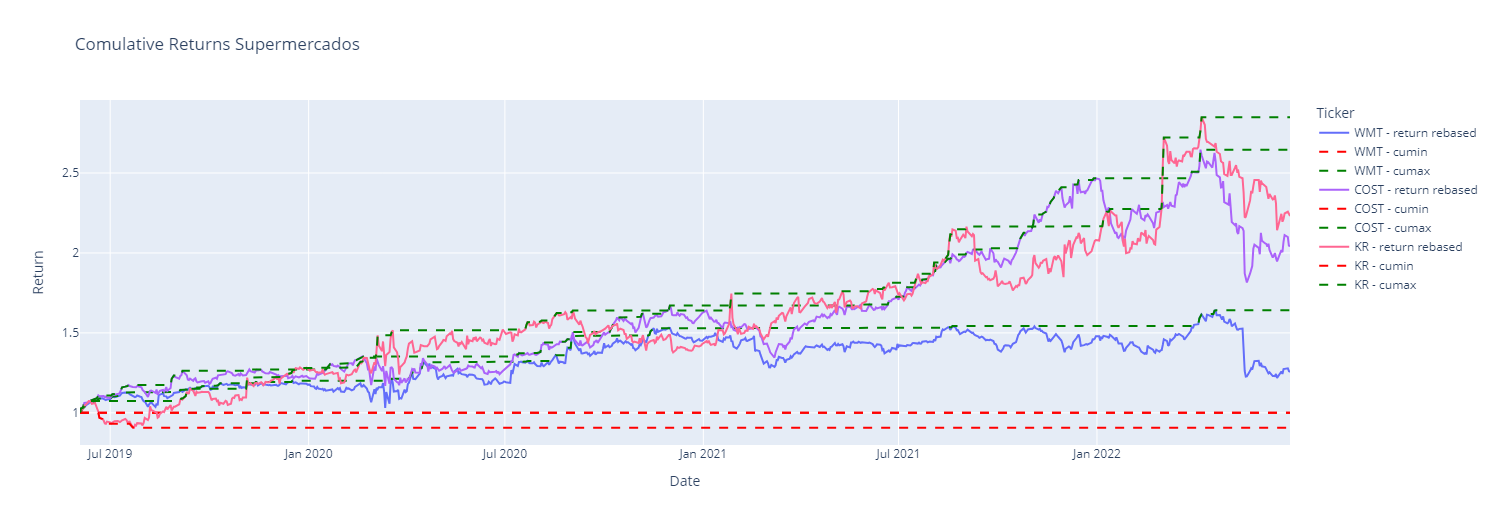 Comulative Returns Supermercados
Return
2.5
2
1.5
1
Jul 2019
Jan 2020
Jul 2020
Jan 2021
Jul 2021
Jan 2022
Date
Ticker
WMT - return rebased
WMT - cumin
WMT - cumax
COST - return rebased
COST - cumin
COST - cumax
KR - return rebased
KR - cumin
KR - cumax